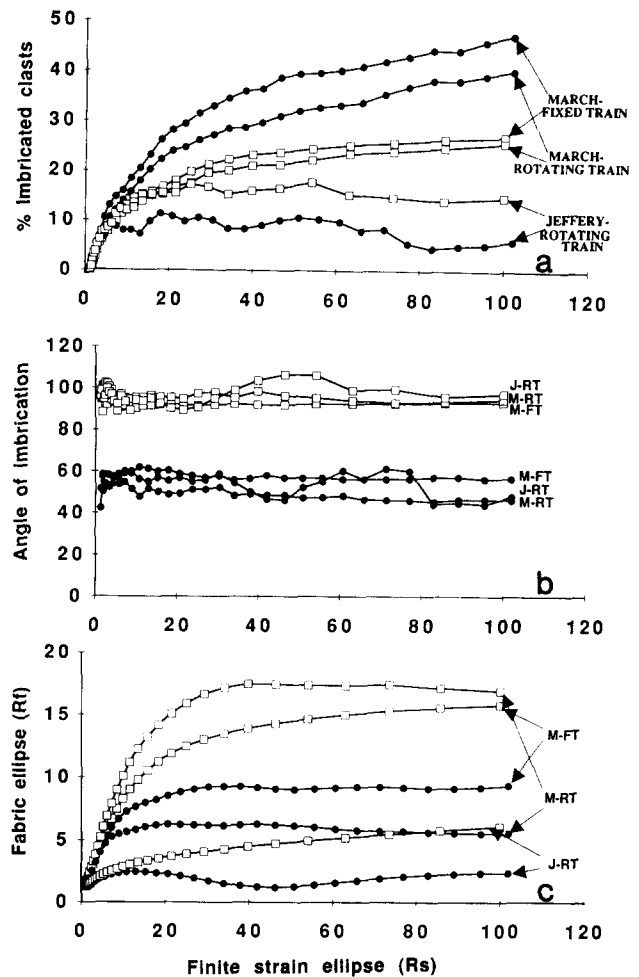 50
40
30
20
10
0
% Imbricated clasts
MARCH-
FIXED TRAIN
MARCH-
ROTATING TRAIN
JEFFERY-
ROTATING
TRAIN
a
0 20 40 60 80 100 120
120
100
80
60
40
20
0
Angle of imbrication
J-RT
M-RT
M-FT
M-FT
J-RT
M-RT
b
0 20 40 60 80 100 120
20
15
10
5
0
Fabric ellipse (Rf)
M-FT
M-RT
J-RT
c
0 20 40 60 80 100 120
Finite strain ellipse (Rs)